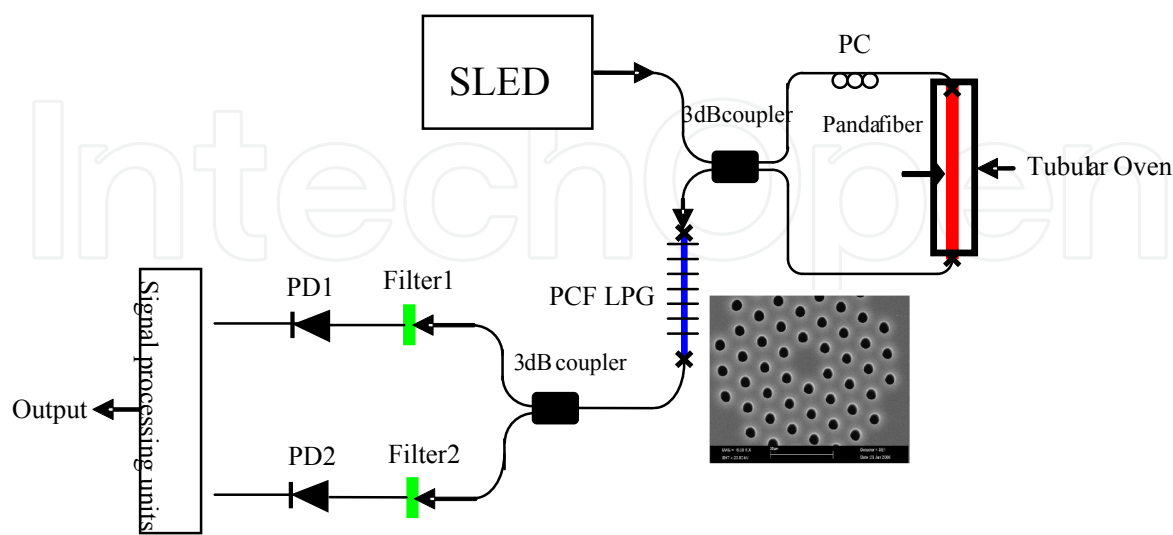 SLED
PC
3dBcoupler
Pandafiber
Tubular Oven
PCF LPG
PD1
Filter1
3dB coupler
Signal processing units
Output
PD2
Filter2
IntechOpen